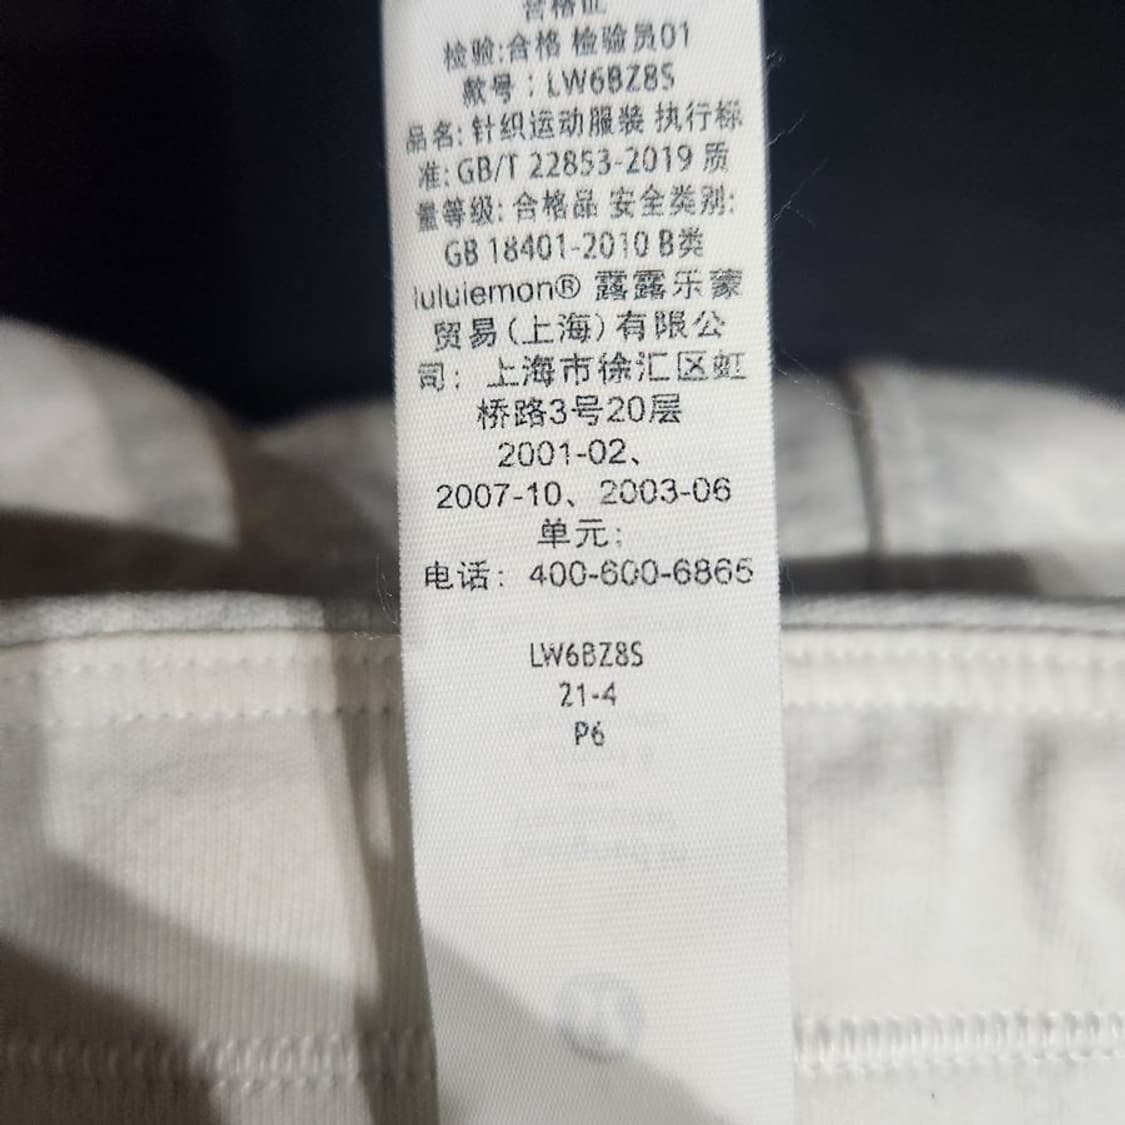 合格证
检验:合格 检验员01
款号：LW6BZ8S
品名: 针织运动服装 执行标
准: GB/T 22853-2019 质
量等级: 合格品 安全类别:
GB 18401-2010 B类
lululemon® 露露乐蒙
贸易(上海)有限公
司： 上海市徐汇区虹
桥路3号20层
2001-02、
2007-10、2003-06
单元;
电话： 400-600-6865
LW6BZ8S
21-4
P6